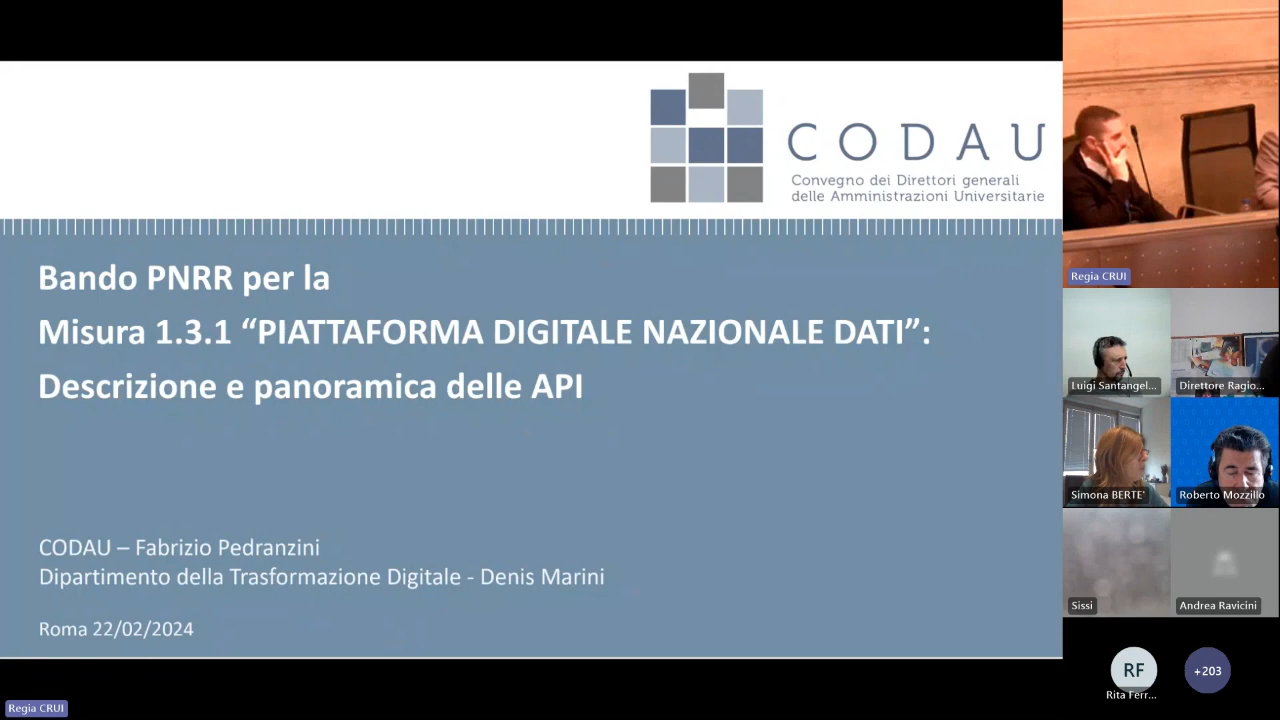 CODAU
Convegno dei Direttori generali
delle Amministrazioni Universitarie
Bando PNRR per la
Misura 1.3.1 “PIATTAFORMA DIGITALE NAZIONALE DATI”:
Descrizione e panoramica delle API
CODAU – Fabrizio Pedranzini
Dipartimento della Trasformazione Digitale - Denis Marini
Roma 22/02/2024
Regia CRUI
Regia CRUI
Luigi Santangel...
Direttore Ragio...
Simona BERTE'
Roberto Mozzillo
Sissi
Andrea Ravicini
RF
+203
Rita Ferr...